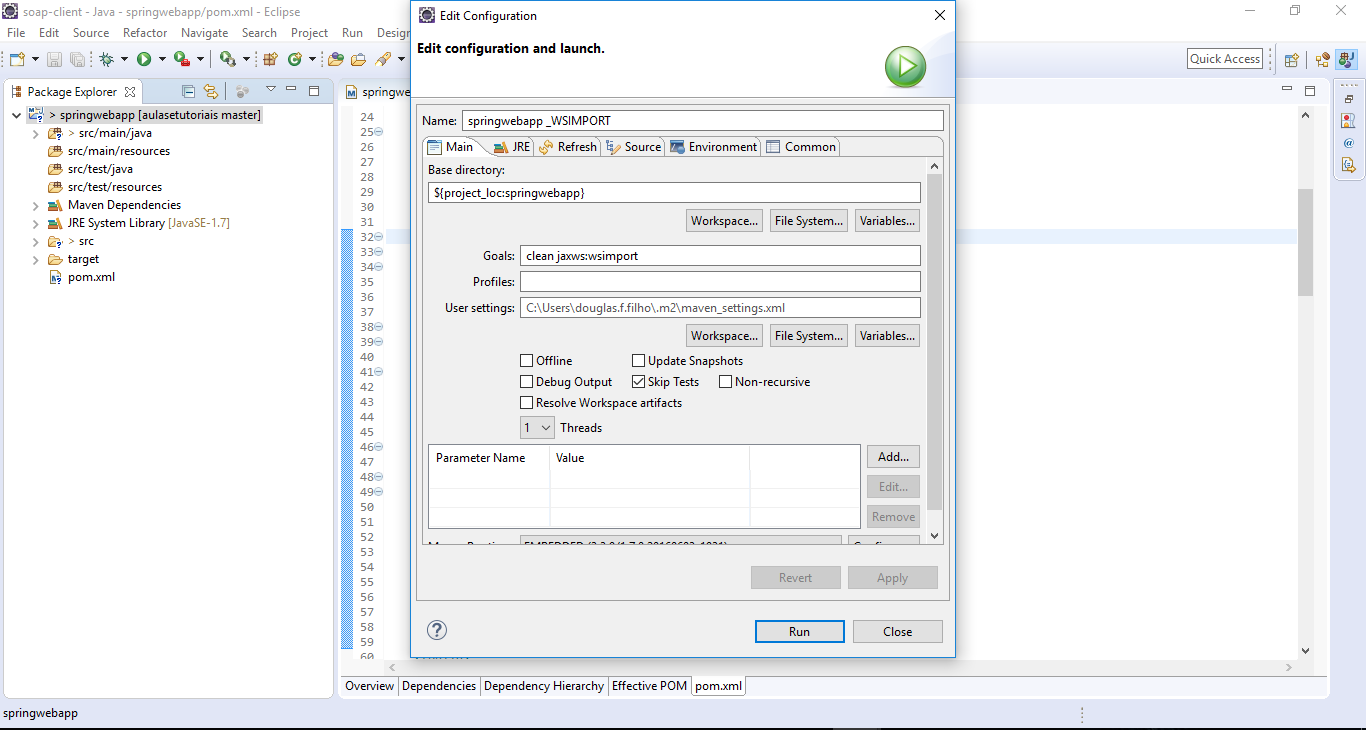 soap-client - Java - springwebapp/pom.xml - Eclipse
File Edit Source Refactor Navigate Search Project Run Design
Quick Access
Package Explorer
> springwebapp [aulasetutoriais master]
> src/main/java
src/main/resources
src/test/java
src/test/resources
Maven Dependencies
JRE System Library [JavaSE-1.7]
> src
target
pom.xml
springwe
24
25
26
27
28
29
30
31
32
33
34
35
36
37
38
39
40
41
42
43
44
45
46
47
48
49
50
51
52
53
54
55
56
57
58
59
60
Edit Configuration
Edit configuration and launch.
Name: springwebapp _WSIMPORT
Main JRE Refresh Source Environment Common
Base directory:
${project_loc:springwebapp}
Workspace... File System... Variables...
Goals: clean jaxws:wsimport
Profiles:
User settings: C:\Users\douglas.f.filho\.m2\maven_settings.xml
Workspace... File System... Variables...
Offline Update Snapshots
Debug Output Skip Tests Non-recursive
Resolve Workspace artifacts
1 Threads
Parameter Name Value
Add...
Edit...
Remove
Revert Apply
Run Close
Overview Dependencies Dependency Hierarchy Effective POM pom.xml
springwebapp